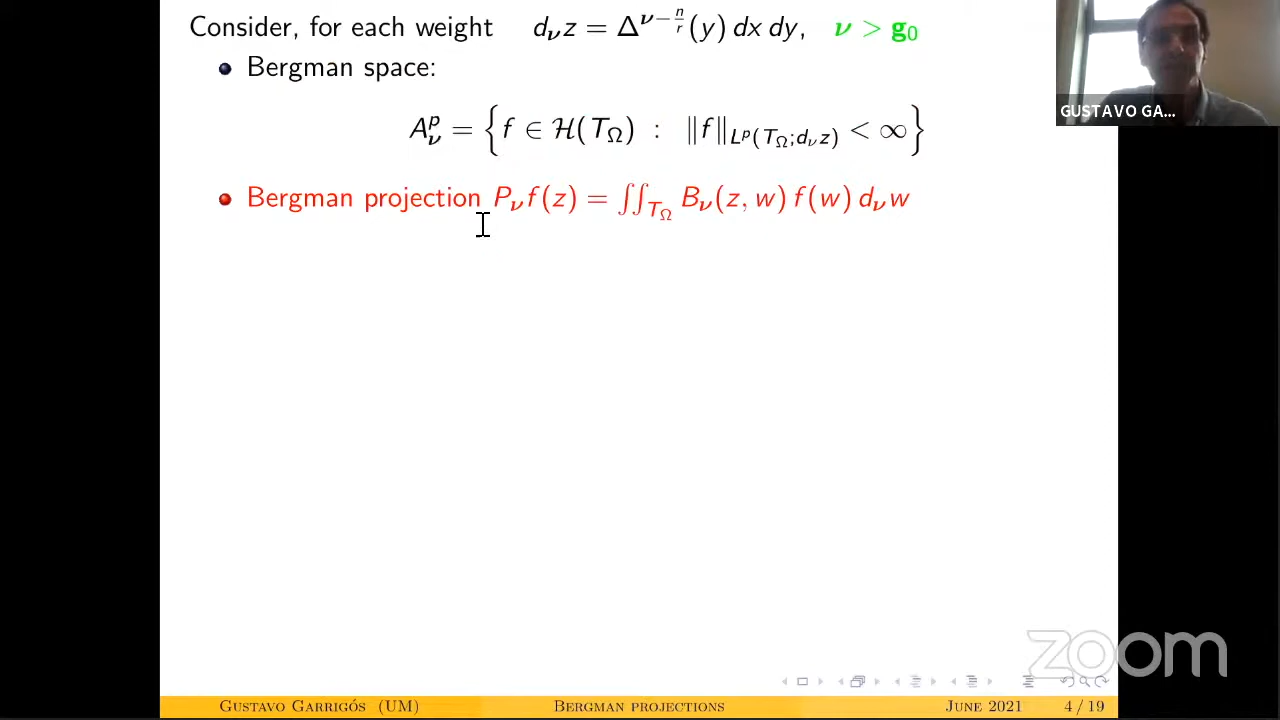 Consider, for each weight d_𝝂 z = Δ^{𝝂−n/r}(y) dx dy, 𝝂 > g₀
GUSTAVO GA...
• Bergman space:
A^p_𝝂 = { f ∈ ℋ(T_Ω) : ‖f‖_{L^p(T_Ω;d_𝝂 z)} < ∞ }
• Bergman projection P_𝝂 f(z) = ∬_{T_Ω} B_𝝂(z, w) f(w) d_𝝂 w
zoom
GUSTAVO GARRIGÓS (UM) BERGMAN PROJECTIONS JUNE 2021 4 / 19